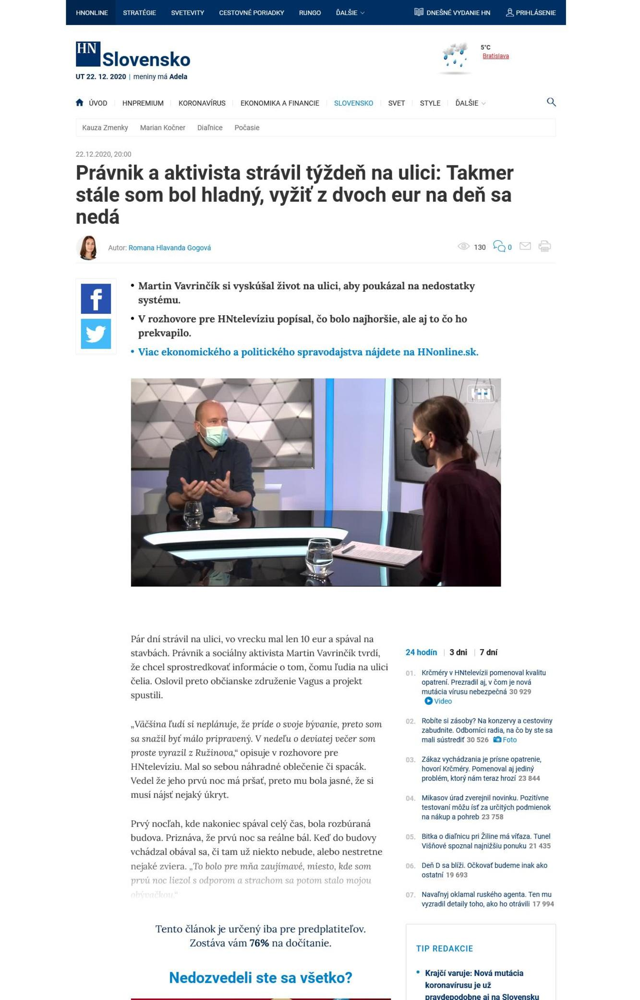 HNONLINE
STRATÉGIE
SVETEVITY
CESTOVNÉ PORIADKY
RUNGO
ĎALŠIE
DNEŠNÉ VYDANIE HN
PRIHLÁSENIE
HN Slovensko
UT 22. 12. 2020 | meniny má Adela
5°C
Bratislava
ÚVOD
HNPREMIUM
KORONAVÍRUS
EKONOMIKA A FINANCIE
SLOVENSKO
SVET
STYLE
ĎALŠIE
Kauza Zmenky
Marian Kočner
Diaľnice
Počasie
22.12.2020, 20:00
Právnik a aktivista strávil týždeň na ulici: Takmer
stále som bol hladný, vyžiť z dvoch eur na deň sa
nedá
Autor: Romana Hlavanda Gogová
130
0
• Martin Vavrinčík si vyskúšal život na ulici, aby poukázal na nedostatky
systému.
• V rozhovore pre HNtelevíziu popísal, čo bolo najhoršie, ale aj to čo ho
prekvapilo.
• Viac ekonomického a politického spravodajstva nájdete na HNonline.sk.
HN
Pár dní strávil na ulici, vo vrecku mal len 10 eur a spával na
stavbách. Právnik a sociálny aktivista Martin Vavrinčík tvrdí,
že chcel sprostredkovať informácie o tom, čomu ľudia na ulici
čelia. Oslovil preto občianske združenie Vagus a projekt
spustili.
„Väčšina ľudí si neplánuje, že príde o svoje bývanie, preto som
sa snažil byť málo pripravený. V nedeľu o deviatej večer som
proste vyrazil z Ružinova,“ opisuje v rozhovore pre
HNtelevíziu. Mal so sebou náhradné oblečenie či spacák.
Vedel že jeho prvú noc má pršať, preto mu bola jasné, že si
musí nájsť nejaký úkryt.
Prvý nocľah, kde nakoniec spával celý čas, bola rozbúraná
budova. Priznáva, že prvú noc sa reálne bál. Keď do budovy
vchádzal obával sa, či tam už niekto nebude, alebo nestretne
nejaké zviera. „To bolo pre mňa zaujímavé, miesto, kde som
prvú noc liezol s odporom a strachom sa potom stalo mojou
obývačkou.“
Tento článok je určený iba pre predplatiteľov.
Zostáva vám 76% na dočítanie.
Nedozvedeli ste sa všetko?
24 hodín | 3 dni | 7 dní
01. Krčméry v HNtelevízii pomenoval kvalitu
opatrení. Prezradil aj, v čom je nová
mutácia vírusu nebezpečná 30 929
Video
02. Robíte si zásoby? Na konzervy a cestoviny
zabudnite. Odborníci radia, na čo by ste sa
mali sústrediť 30 526 Foto
03. Zákaz vychádzania je prísne opatrenie,
hovorí Krčméry. Pomenoval aj jediný
problém, ktorý nám teraz hrozí 23 844
04. Mikasov úrad zverejnil novinku. Pozitívne
testovaní môžu ísť za určitých podmienok
na nákup a pohreb 23 758
05. Bitka o diaľnicu pri Žiline má víťaza. Tunel
Višňové spoznal najnižšiu ponuku 21 435
06. Deň D sa blíži. Očkovať budeme inak ako
ostatní 19 693
07. Navaľnyj oklamal ruského agenta. Ten mu
vyzradil detaily toho, ako ho otrávili 17 994
TIP REDAKCIE
• Krajčí varuje: Nová mutácia
koronavírusu je už
pravdepodobne aj na Slovensku